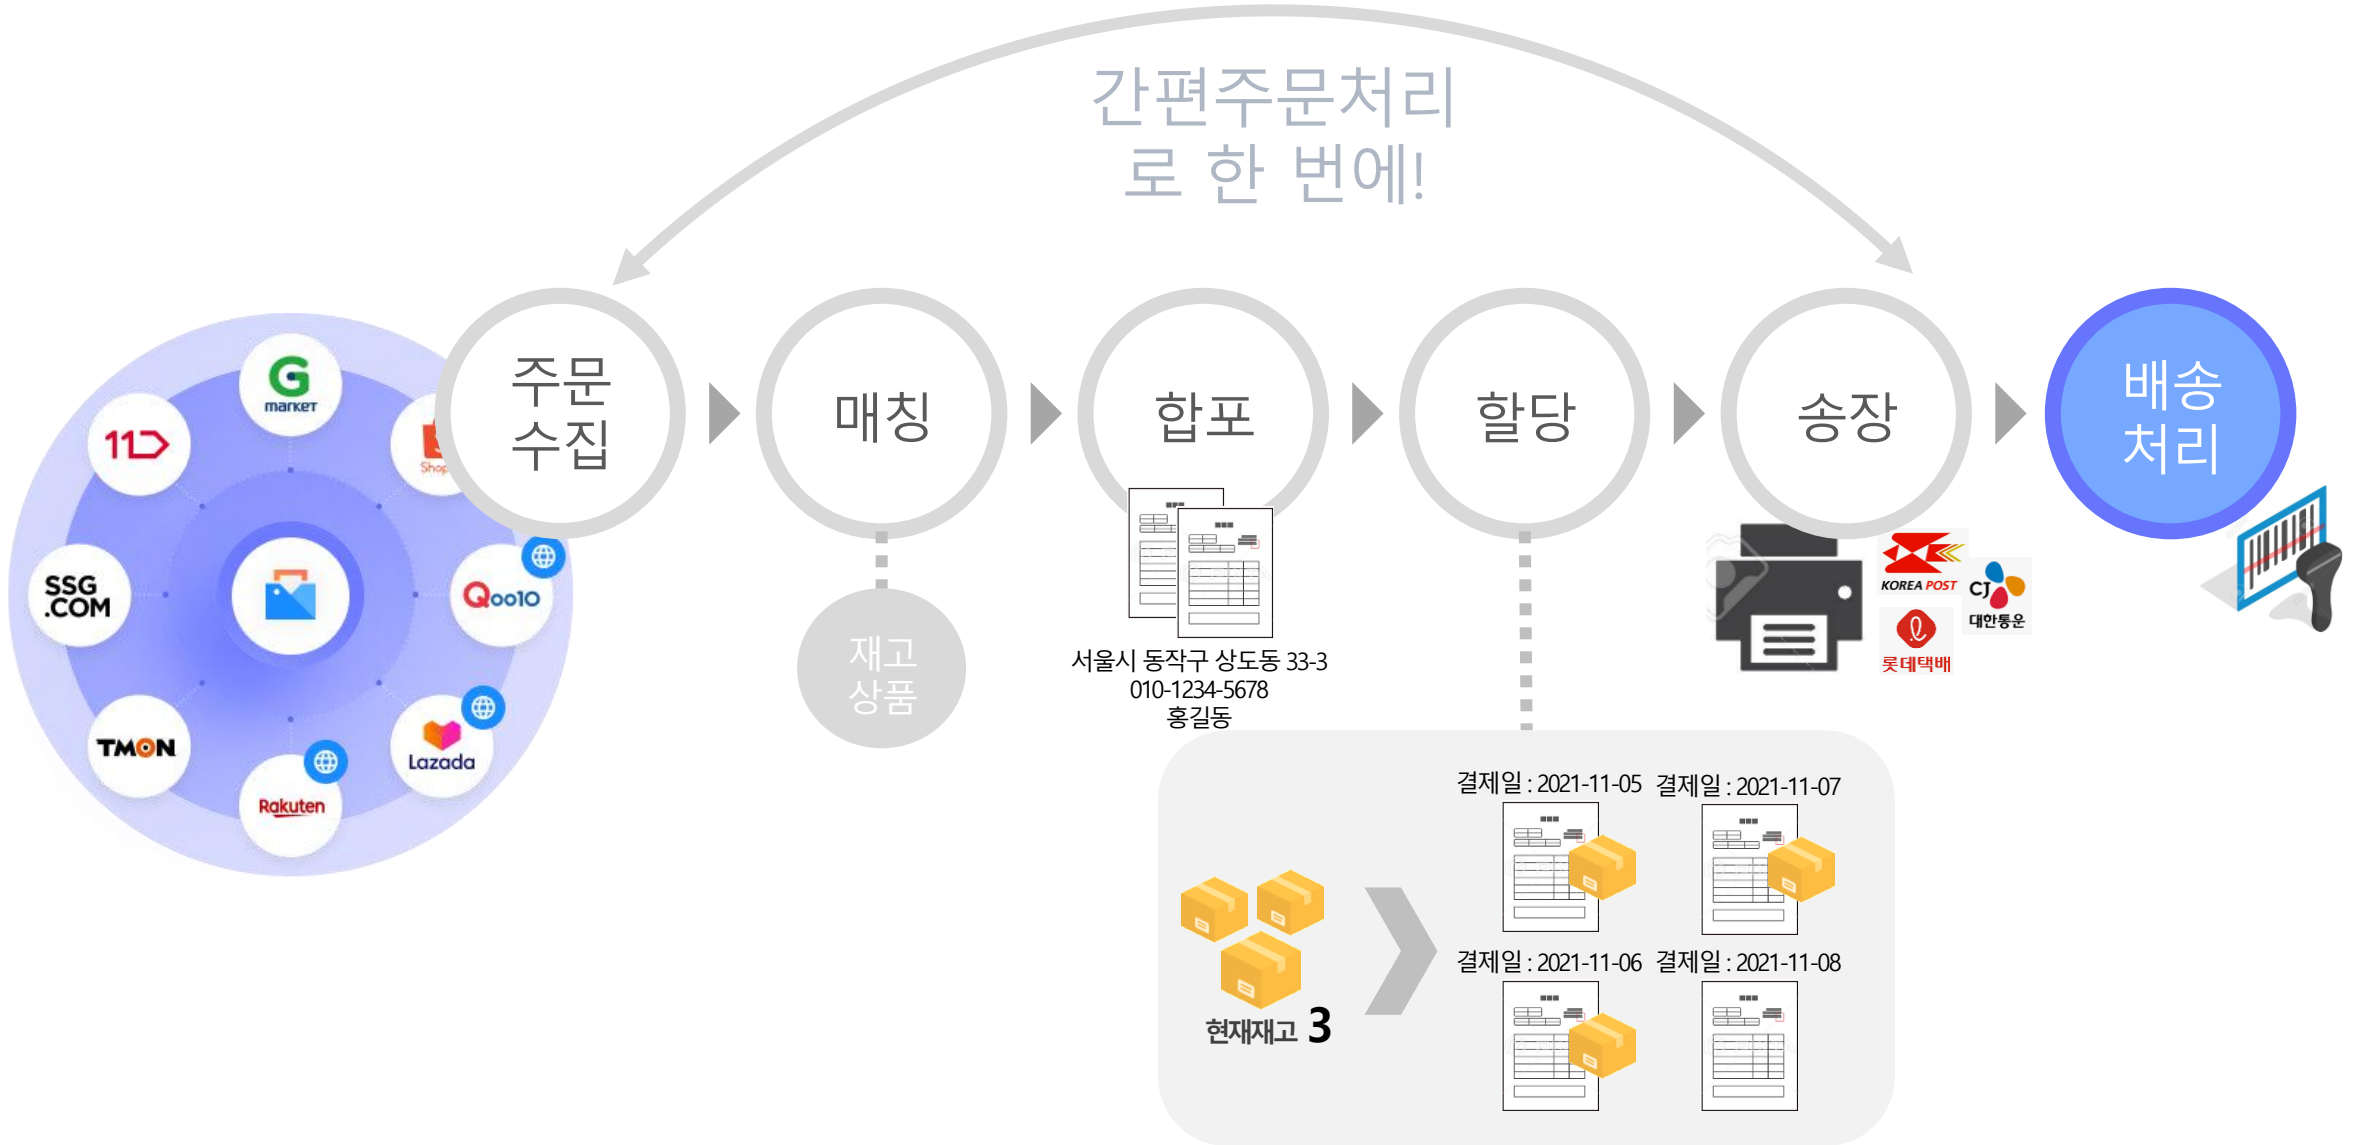 간편주문처리
로 한 번에!
주문
수집
매칭
합포
할당
송장
배송
처리
G
market
11
Shop
SSG
.COM
Qoo10
TMON
Lazada
Rakuten
재고
상품
서울시 동작구 상도동 33-3
010-1234-5678
홍길동
KOREA POST
CJ
대한통운
롯데택배
결제일 : 2021-11-05
결제일 : 2021-11-07
결제일 : 2021-11-06
결제일 : 2021-11-08
현재재고 3